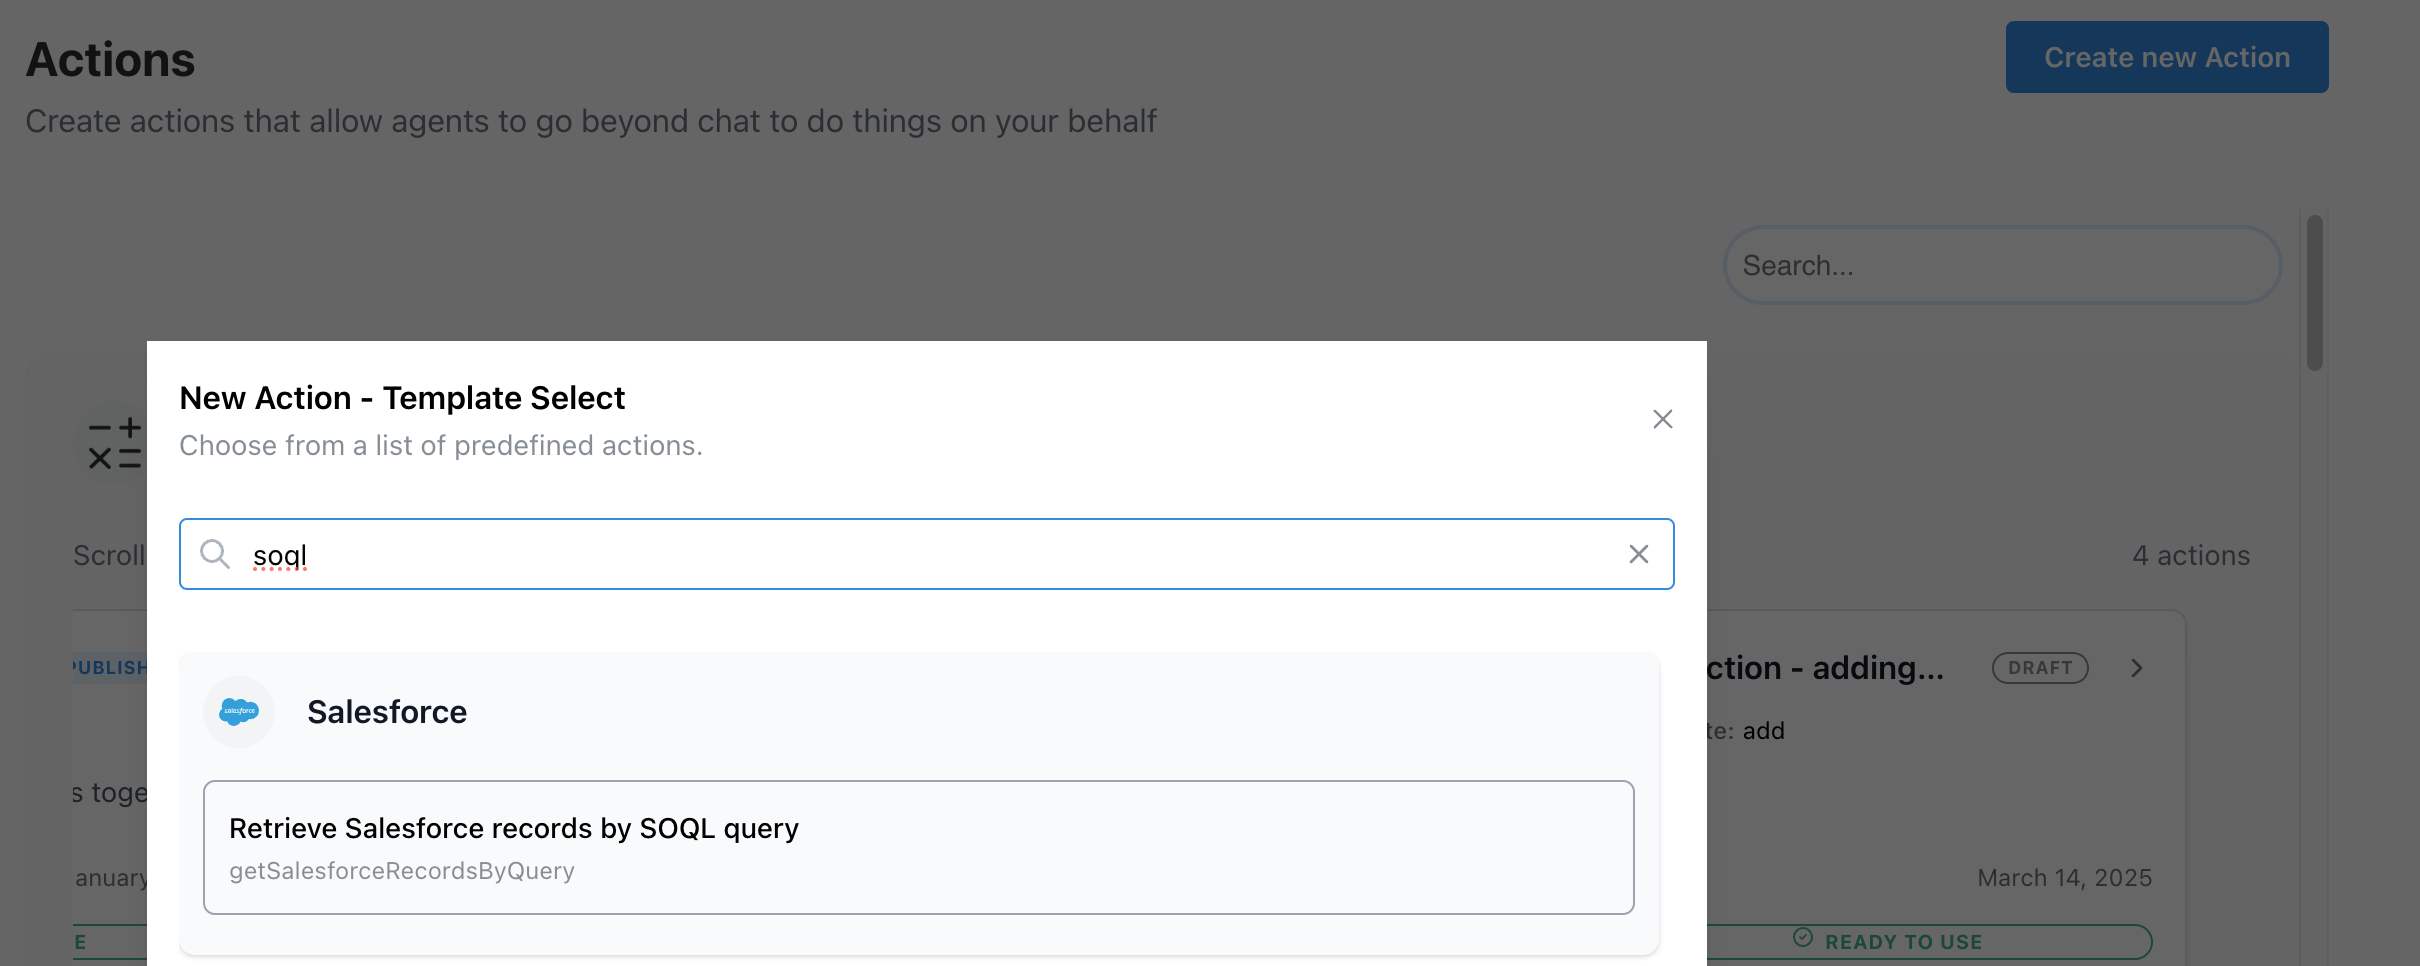 Actions
Create new Action
Create actions that allow agents to go beyond chat to do things on your behalf
Search...
New Action - Template Select
Choose from a list of predefined actions.
soql
Scroll
4 actions
PUBLISH
ction - adding...
DRAFT
Salesforce
salesforce
te: add
s toge
Retrieve Salesforce records by SOQL query
getSalesforceRecordsByQuery
anuary
March 14, 2025
E
READY TO USE